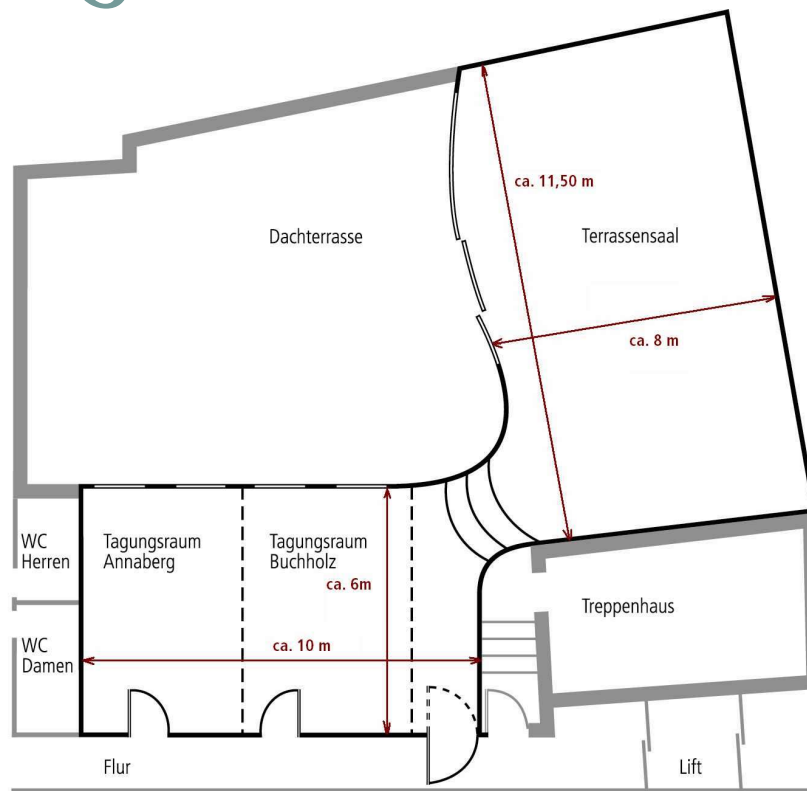 ca. 11,50 m
Dachterrasse
Terrassensaal
ca. 8 m
WC
Herren
Tagungsraum
Annaberg
Tagungsraum
Buchholz
ca. 6m
Treppenhaus
WC
Damen
ca. 10 m
Flur
Lift